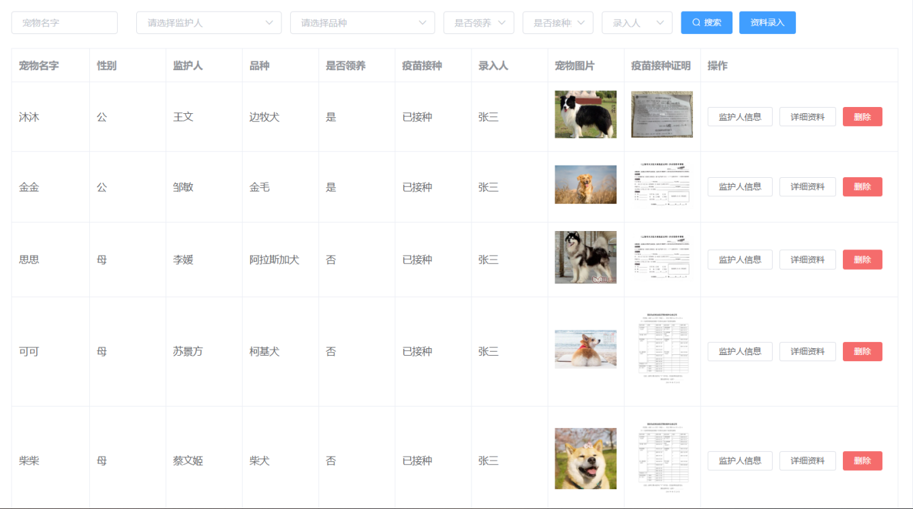 宠物名字 请选择监护人 请选择品种 是否领养 是否接种 录入人 搜索 资料录入
宠物名字 性别 监护人 品种 是否领养 疫苗接种 录入人 宠物图片 疫苗接种证明 操作
沐沐 公 王文 边牧犬 是 已接种 张三 监护人信息 详细资料 删除
金金 公 邹敏 金毛 是 已接种 张三 监护人信息 详细资料 删除
思思 母 李媛 阿拉斯加犬 否 已接种 张三 监护人信息 详细资料 删除
可可 母 苏景方 柯基犬 否 已接种 张三 监护人信息 详细资料 删除
柴柴 母 蔡文姬 柴犬 否 已接种 张三 监护人信息 详细资料 删除